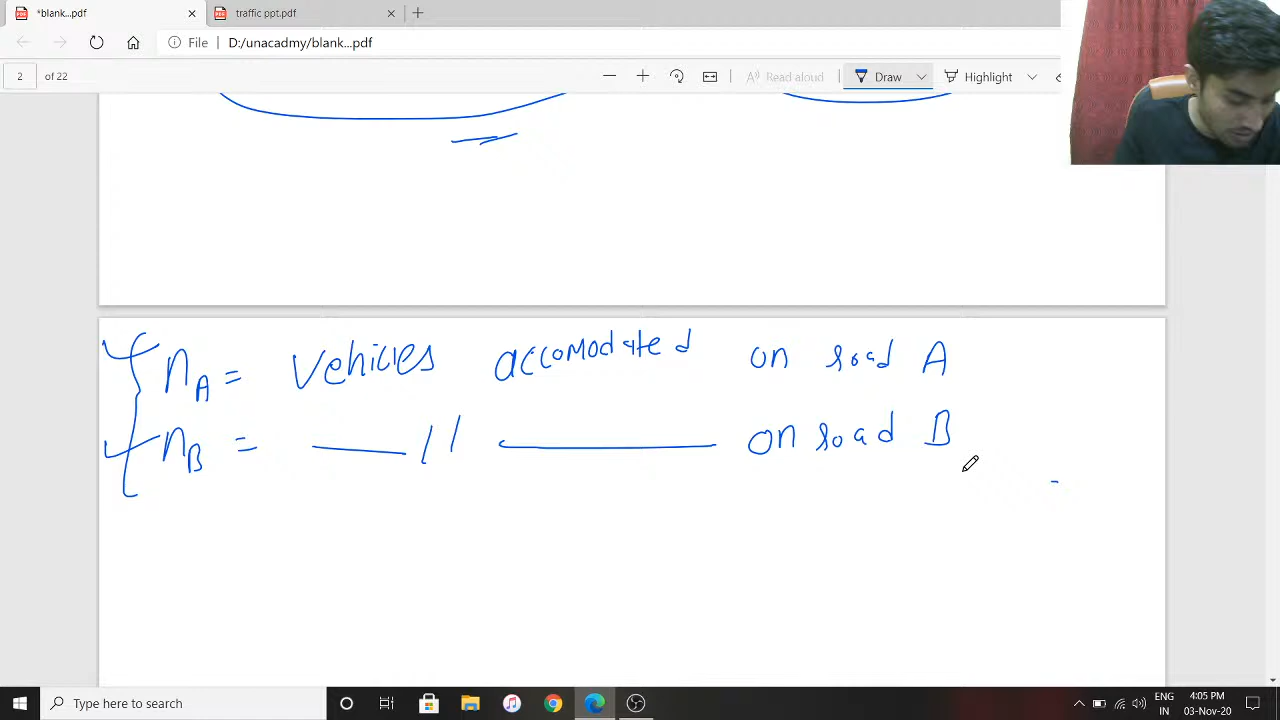 *blank...pdf
traffic ppt.pdf
File D:/unacadmy/blank...pdf
2 of 22 Read aloud Draw Highlight
nA = vehicles accomodated on road A
nB = —— 11 —— on road B
Type here to search
ENG 4:05 PM
IN 03-Nov-20